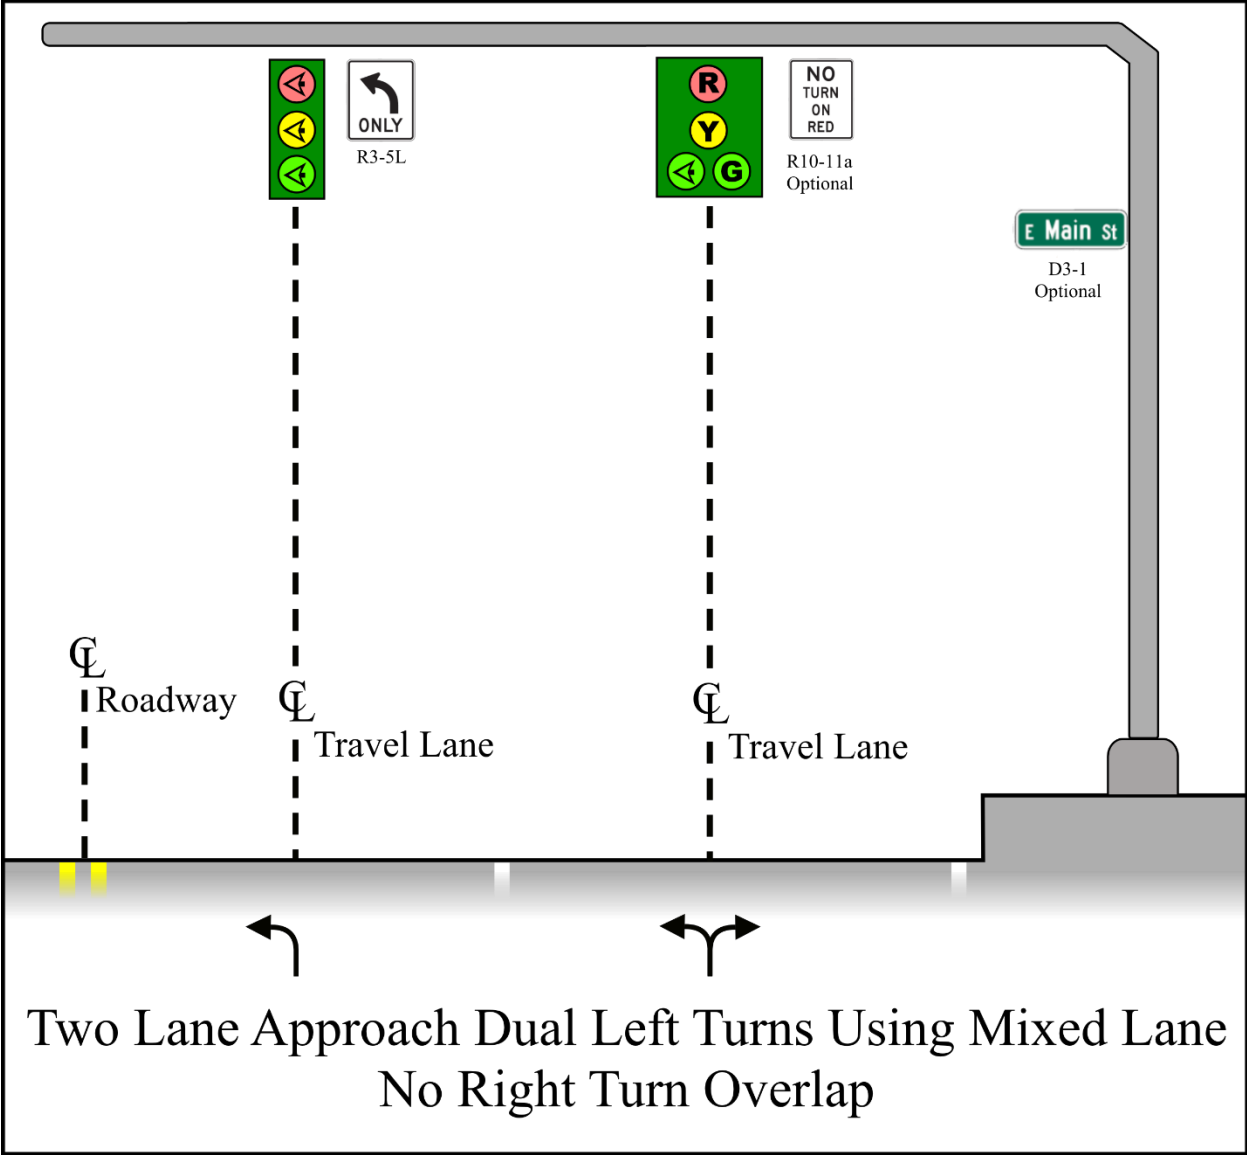 ONLY
R3-5L
R
Y
G
NO
TURN
ON
RED
R10-11a
Optional
E Main St
D3-1
Optional
℄
Roadway
℄
Travel Lane
℄
Travel Lane
Two Lane Approach Dual Left Turns Using Mixed Lane
No Right Turn Overlap